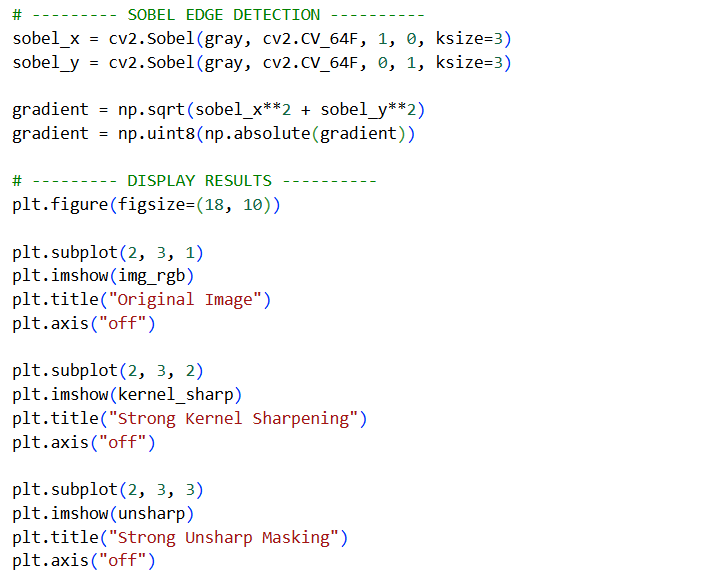 # --------- SOBEL EDGE DETECTION ----------
sobel_x = cv2.Sobel(gray, cv2.CV_64F, 1, 0, ksize=3)
sobel_y = cv2.Sobel(gray, cv2.CV_64F, 0, 1, ksize=3)

gradient = np.sqrt(sobel_x**2 + sobel_y**2)
gradient = np.uint8(np.absolute(gradient))

# --------- DISPLAY RESULTS ----------
plt.figure(figsize=(18, 10))

plt.subplot(2, 3, 1)
plt.imshow(img_rgb)
plt.title("Original Image")
plt.axis("off")

plt.subplot(2, 3, 2)
plt.imshow(kernel_sharp)
plt.title("Strong Kernel Sharpening")
plt.axis("off")

plt.subplot(2, 3, 3)
plt.imshow(unsharp)
plt.title("Strong Unsharp Masking")
plt.axis("off")